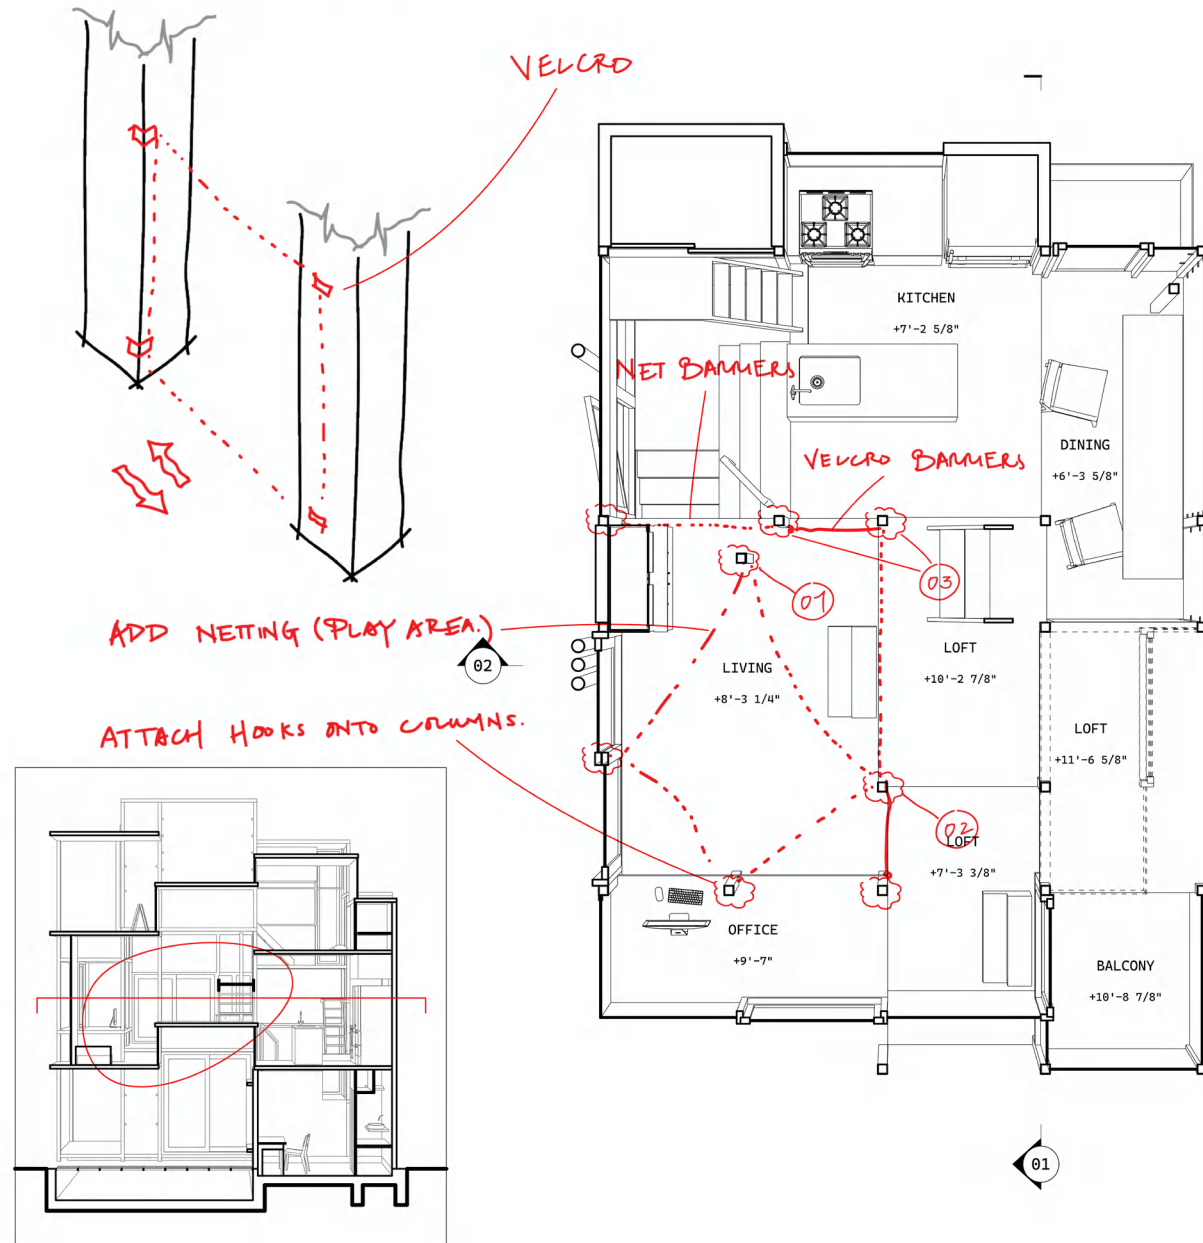 VELCRO
KITCHEN
+7'-2 5/8"
NET BARRIERS
DINING
+6'-3 5/8"
VELCRO BARRIERS
03
01
ADD NETTING (PLAY AREA.)
02
LIVING
+8'-3 1/4"
LOFT
+10'-2 7/8"
ATTACH HOOKS ONTO COLUMNS.
LOFT
+11'-6 5/8"
02
LOFT
+7'-3 3/8"
OFFICE
+9'-7"
BALCONY
+10'-8 7/8"
01